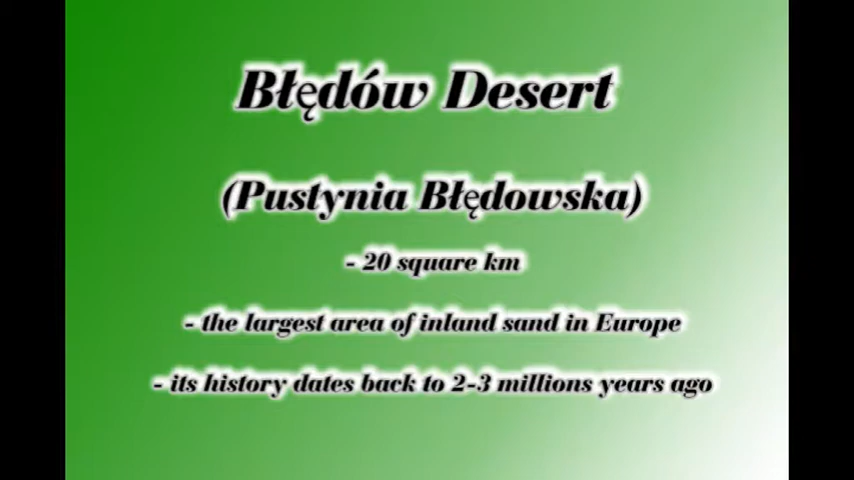 Błędów Desert
(Pustynia Błędowska)
- 20 square km
- the largest area of inland sand in Europe
- its history dates back to 2-3 millions years ago